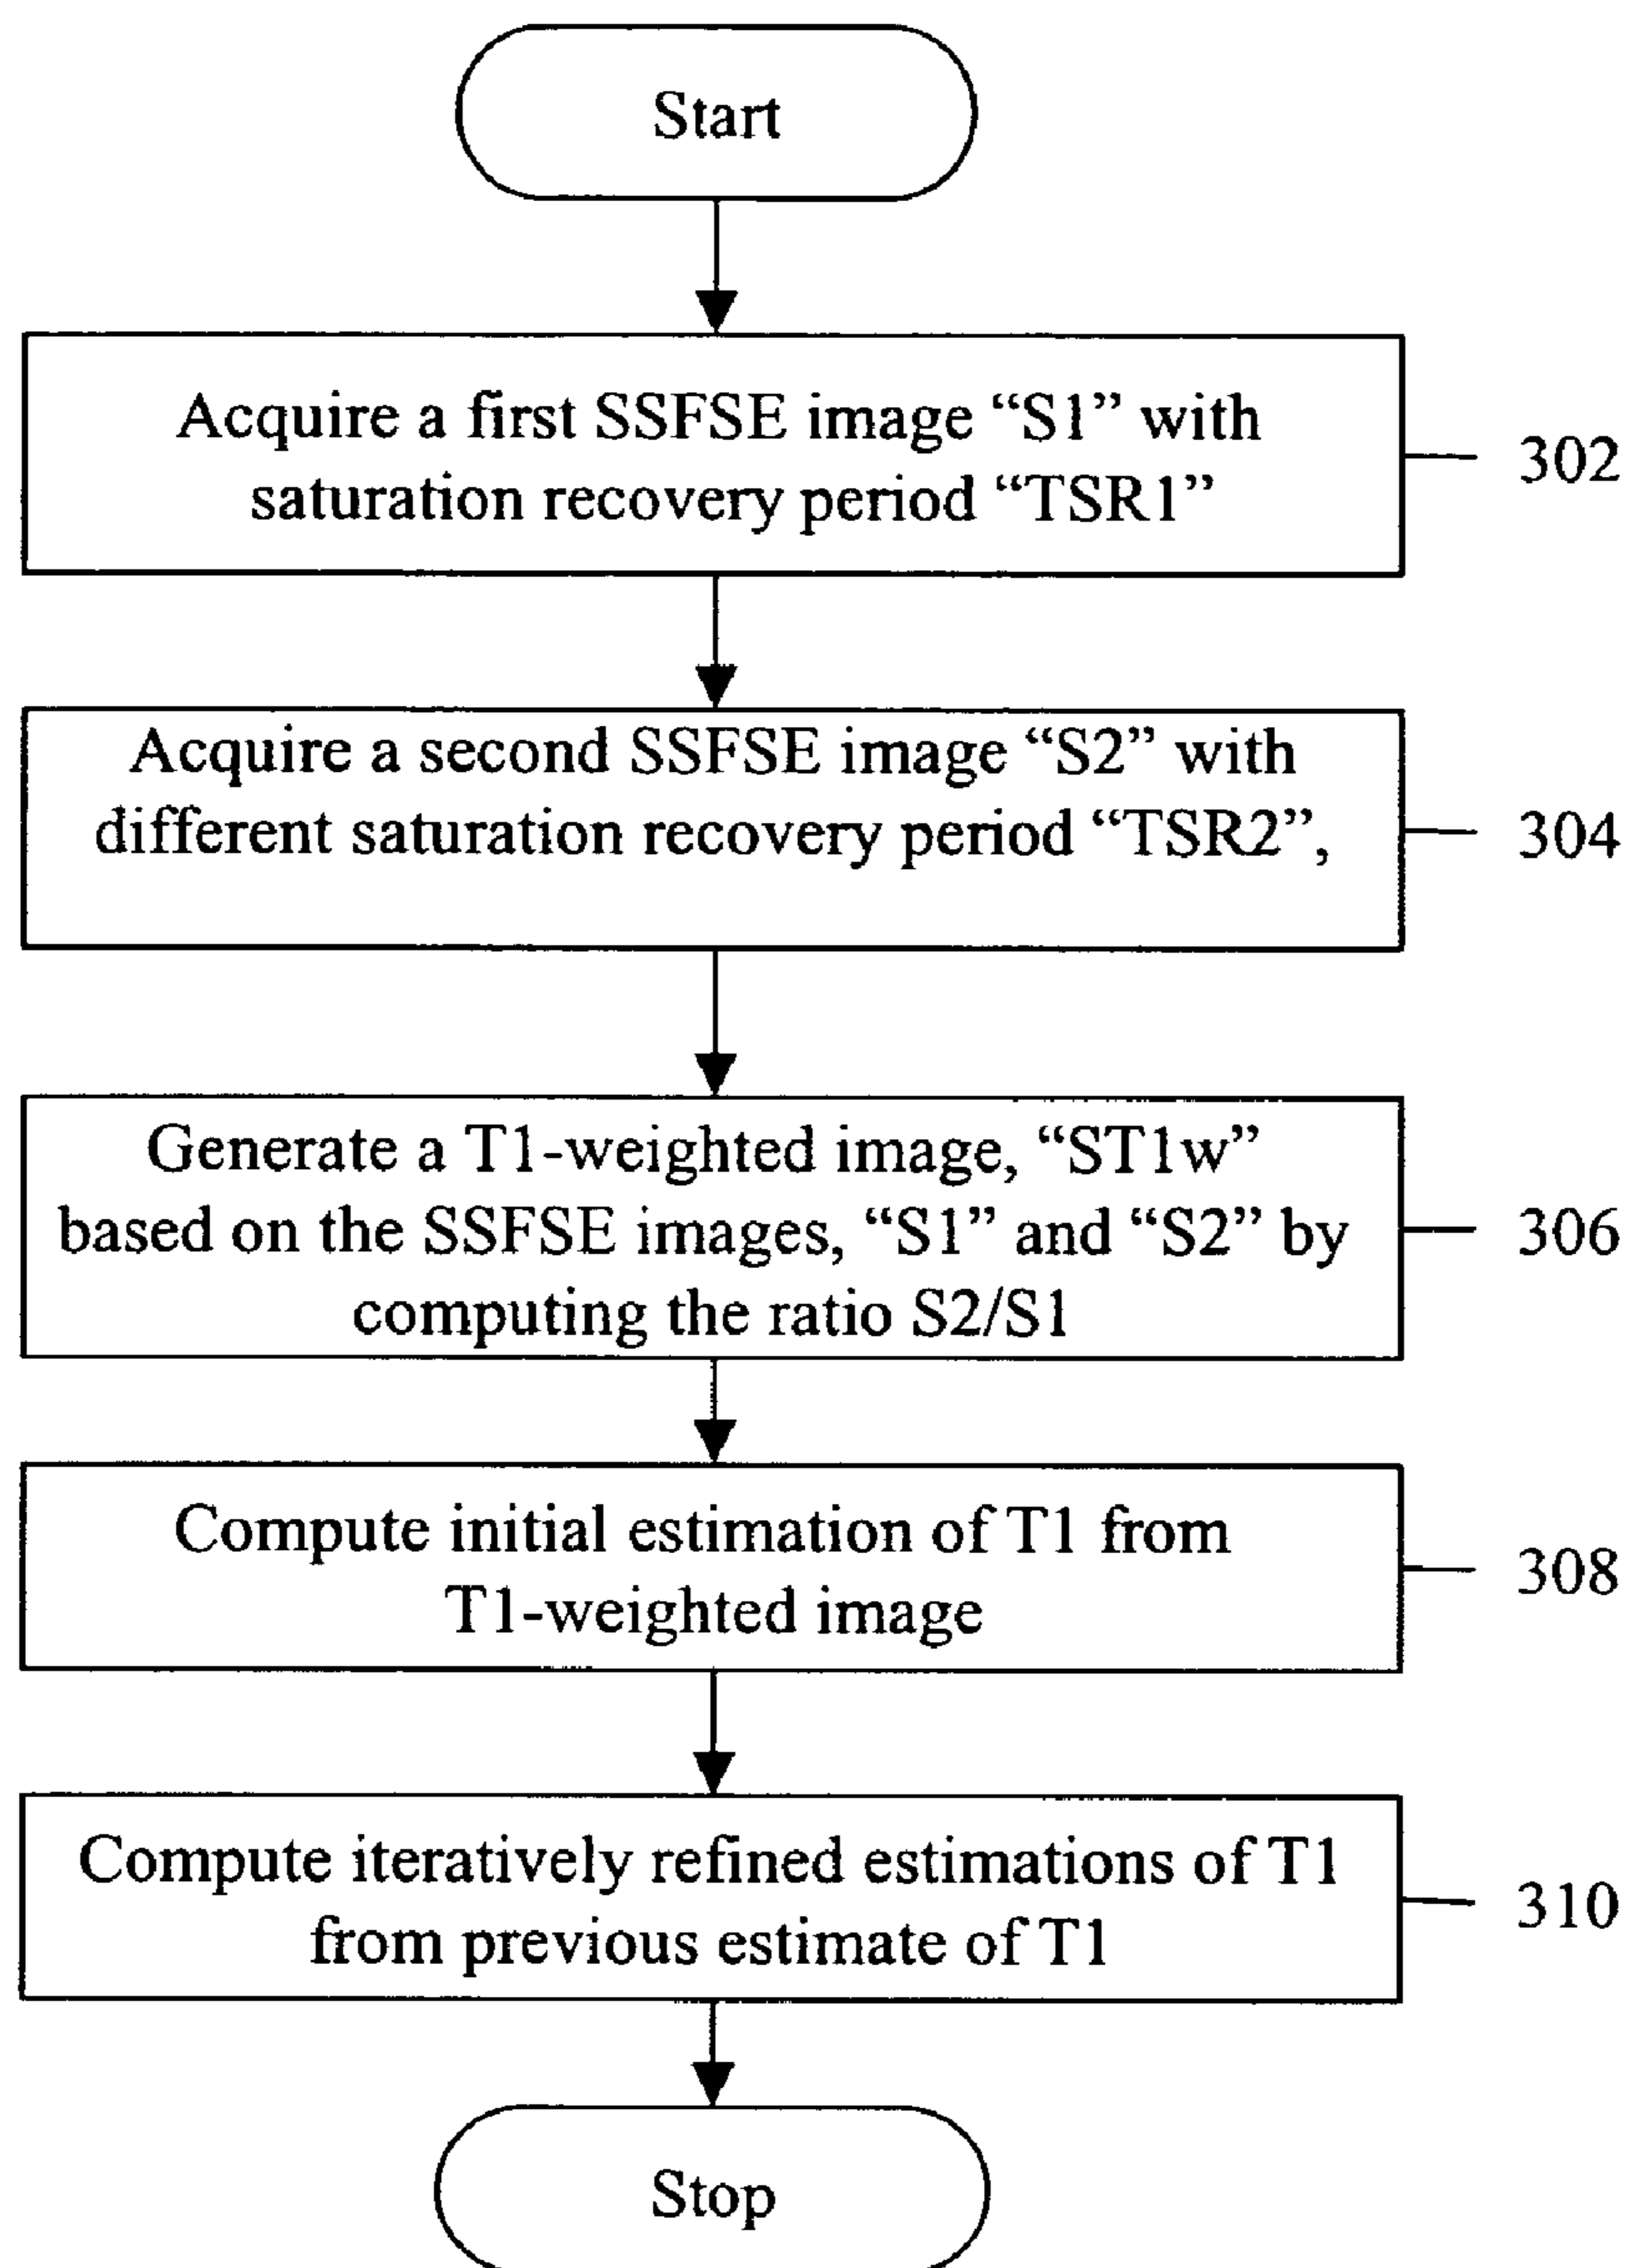 Start
Acquire a first SSFSE image “S1” with
saturation recovery period “TSR1”
302
Acquire a second SSFSE image “S2” with
different saturation recovery period “TSR2”,
304
Generate a T1-weighted image, “ST1w”
based on the SSFSE images, “S1” and “S2” by
computing the ratio S2/S1
306
Compute initial estimation of T1 from
T1-weighted image
308
Compute iteratively refined estimations of T1
from previous estimate of T1
310
Stop